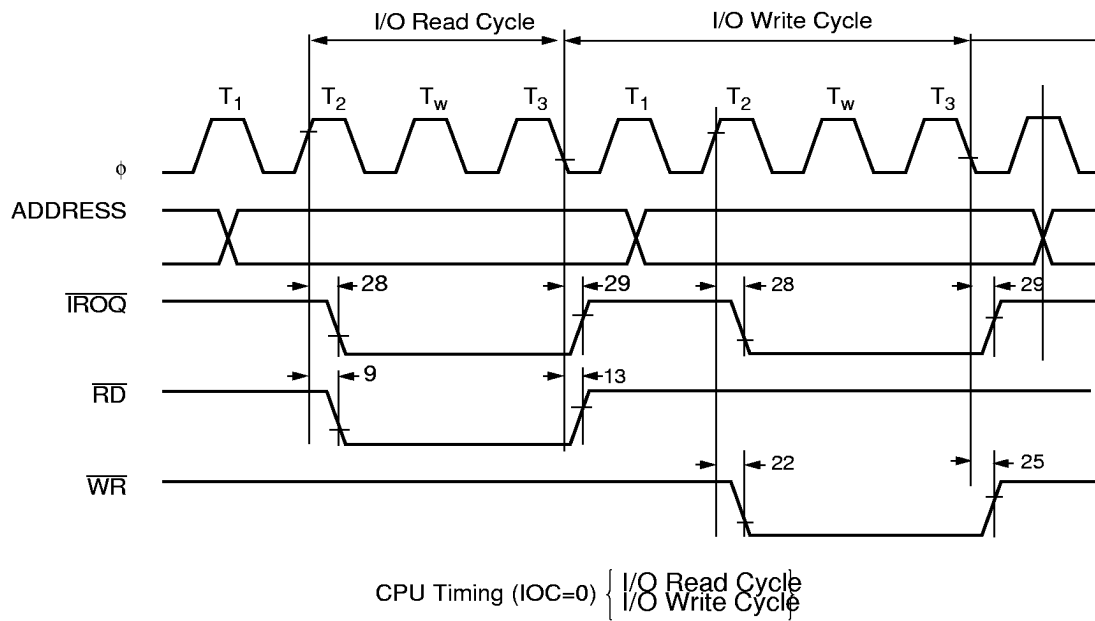 I/O Read Cycle I/O Write Cycle
T1 T2 Tw T3 T1 T2 Tw T3
ϕ
ADDRESS
IROQ 28 29 28 29
RD 9 13
WR 22 25
CPU Timing (IOC=0) { I/O Read Cycle
I/O Write Cycle }